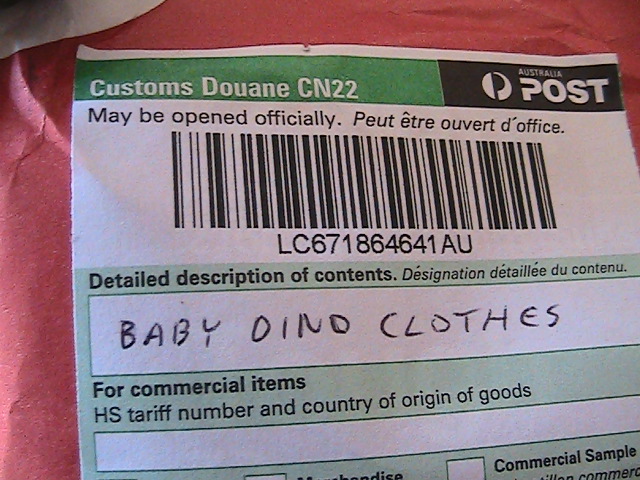 Customs Douane CN22
AUSTRALIA
POST
May be opened officially. Peut être ouvert d'office.
LC671864641AU
Detailed description of contents. Désignation détaillée du contenu.
BABY DINO CLOTHES
For commercial items
HS tariff number and country of origin of goods
Merchandise
Commercial Sample